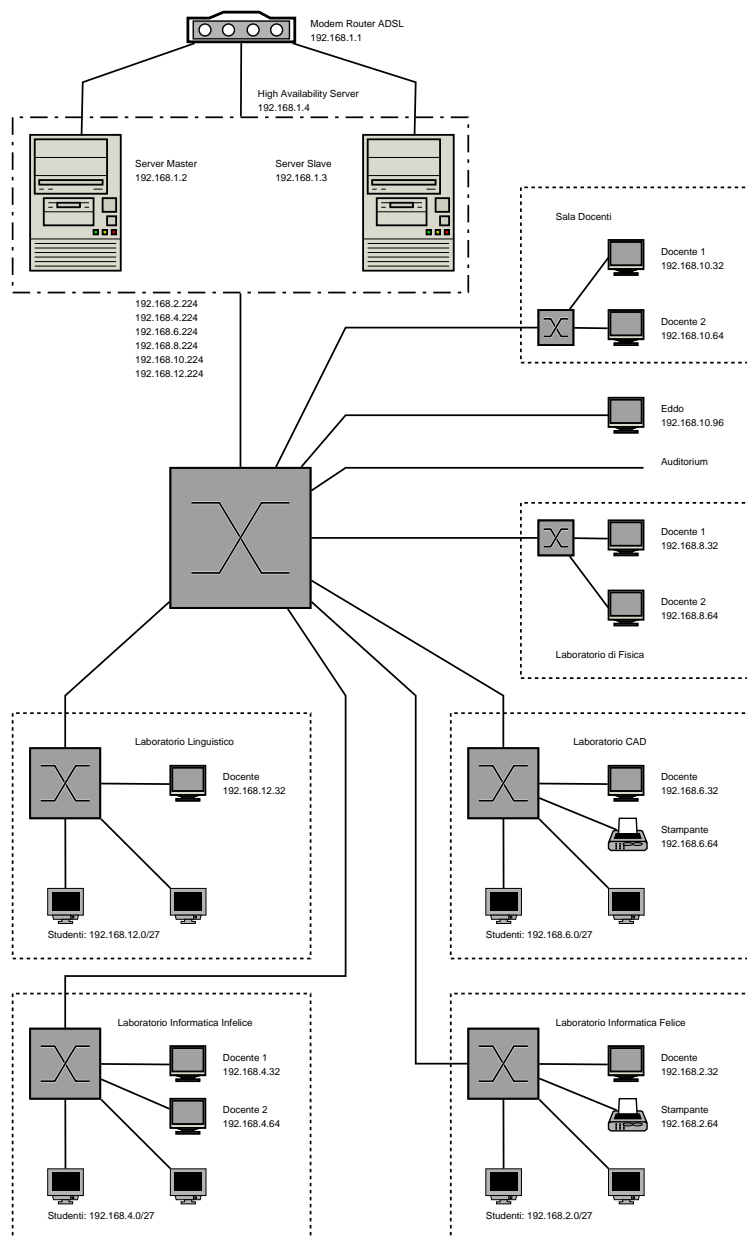 Modem Router ADSL
192.168.1.1
High Availability Server
192.168.1.4
Server Master
192.168.1.2
Server Slave
192.168.1.3
192.168.2.224
192.168.4.224
192.168.6.224
192.168.8.224
192.168.10.224
192.168.12.224
Sala Docenti
Docente 1
192.168.10.32
Docente 2
192.168.10.64
Eddo
192.168.10.96
Auditorium
Docente 1
192.168.8.32
Docente 2
192.168.8.64
Laboratorio di Fisica
Laboratorio Linguistico
Docente
192.168.12.32
Studenti: 192.168.12.0/27
Laboratorio CAD
Docente
192.168.6.32
Stampante
192.168.6.64
Studenti: 192.168.6.0/27
Laboratorio Informatica Infelice
Docente 1
192.168.4.32
Docente 2
192.168.4.64
Studenti: 192.168.4.0/27
Laboratorio Informatica Felice
Docente
192.168.2.32
Stampante
192.168.2.64
Studenti: 192.168.2.0/27